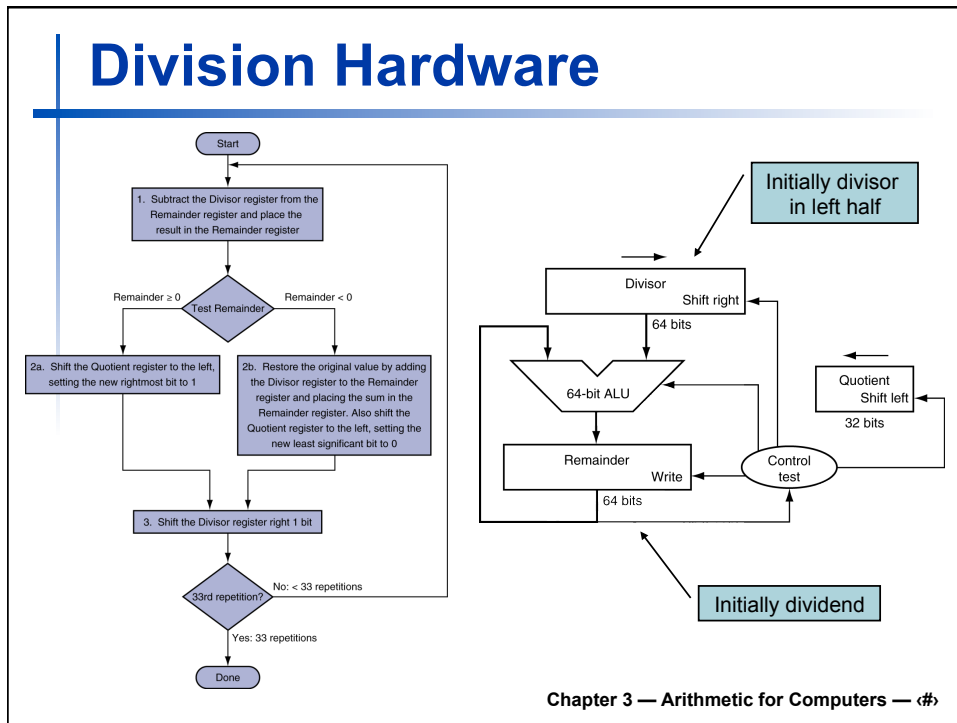 Division Hardware
Start
1. Subtract the Divisor register from the
Remainder register and place the
result in the Remainder register
Remainder ≥ 0
Remainder < 0
Test Remainder
2a. Shift the Quotient register to the left,
setting the new rightmost bit to 1
2b. Restore the original value by adding
the Divisor register to the Remainder
register and placing the sum in the
Remainder register. Also shift the
Quotient register to the left, setting the
new least significant bit to 0
3. Shift the Divisor register right 1 bit
33rd repetition?
No: < 33 repetitions
Yes: 33 repetitions
Done
Initially divisor
in left half
Divisor
Shift right
64 bits
64-bit ALU
Quotient
Shift left
32 bits
Remainder
Write
64 bits
Control
test
Initially dividend
Chapter 3 — Arithmetic for Computers — ‹#›